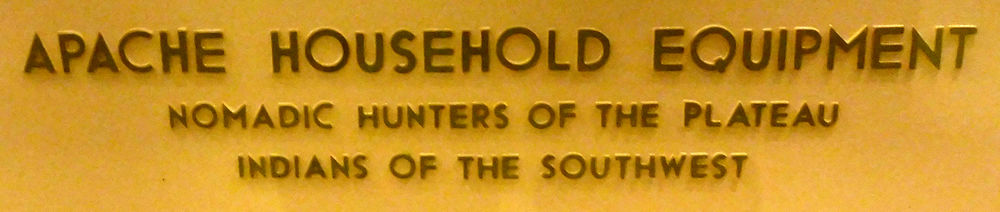 APACHE HOUSEHOLD EQUIPMENT
NOMADIC HUNTERS OF THE PLATEAU
INDIANS OF THE SOUTHWEST